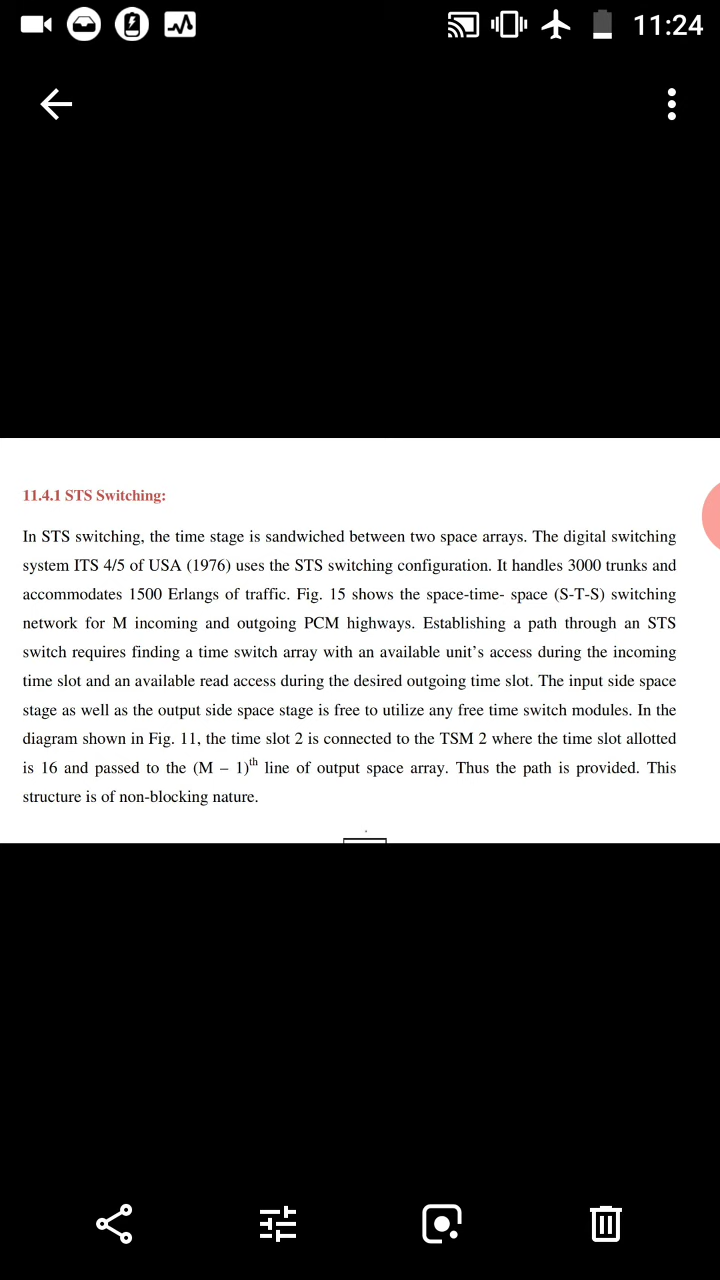 11:24
11.4.1 STS Switching:
In STS switching, the time stage is sandwiched between two space arrays. The digital switching
system ITS 4/5 of USA (1976) uses the STS switching configuration. It handles 3000 trunks and
accommodates 1500 Erlangs of traffic. Fig. 15 shows the space-time- space (S-T-S) switching
network for M incoming and outgoing PCM highways. Establishing a path through an STS
switch requires finding a time switch array with an available unit's access during the incoming
time slot and an available read access during the desired outgoing time slot. The input side space
stage as well as the output side space stage is free to utilize any free time switch modules. In the
diagram shown in Fig. 11, the time slot 2 is connected to the TSM 2 where the time slot allotted
is 16 and passed to the (M – 1)th line of output space array. Thus the path is provided. This
structure is of non-blocking nature.